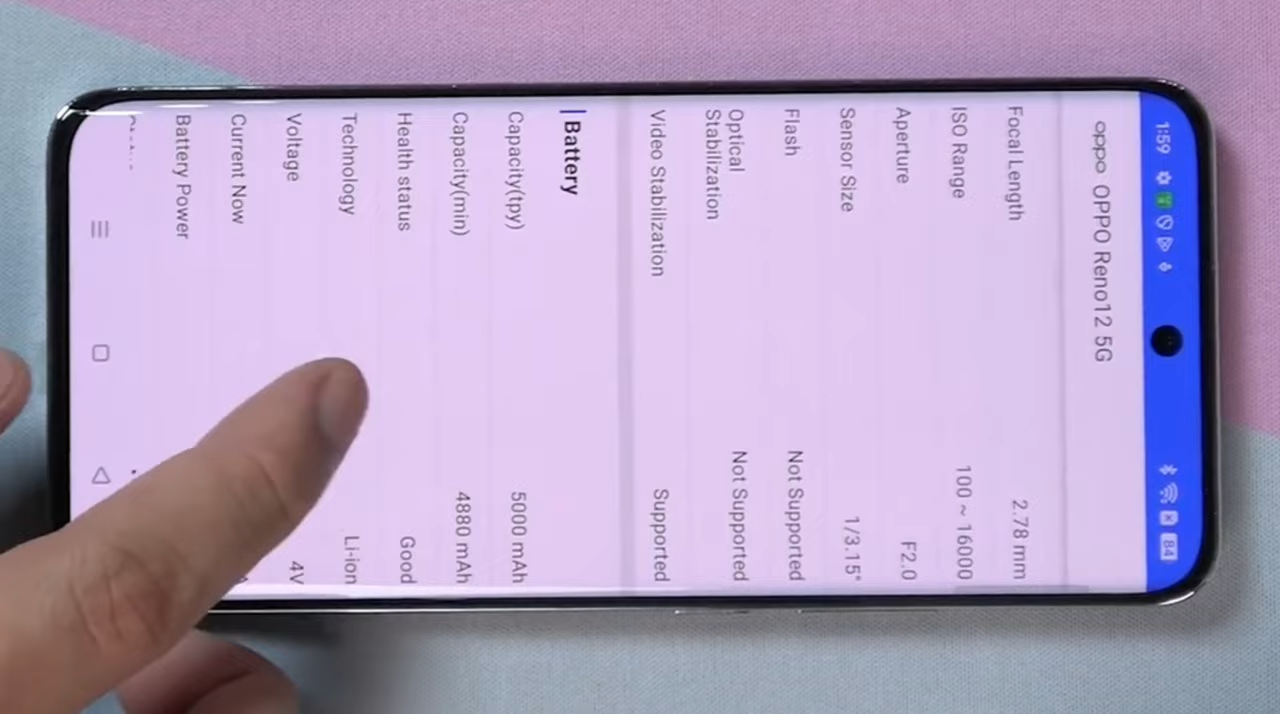 1:59
84
oppo OPPO Reno12 5G
Focal Length 2.78 mm
ISO Range 100 ~ 16000
Aperture F2.0
Sensor Size 1/3.15"
Flash Not Supported
Optical Not Supported
Stabilization
Video Stabilization Supported
Battery
Capacity(tpy) 5000 mAh
Capacity(min) 4880 mAh
Health status Good
Technology Li-ion
Voltage 4V
Current Now
Battery Power